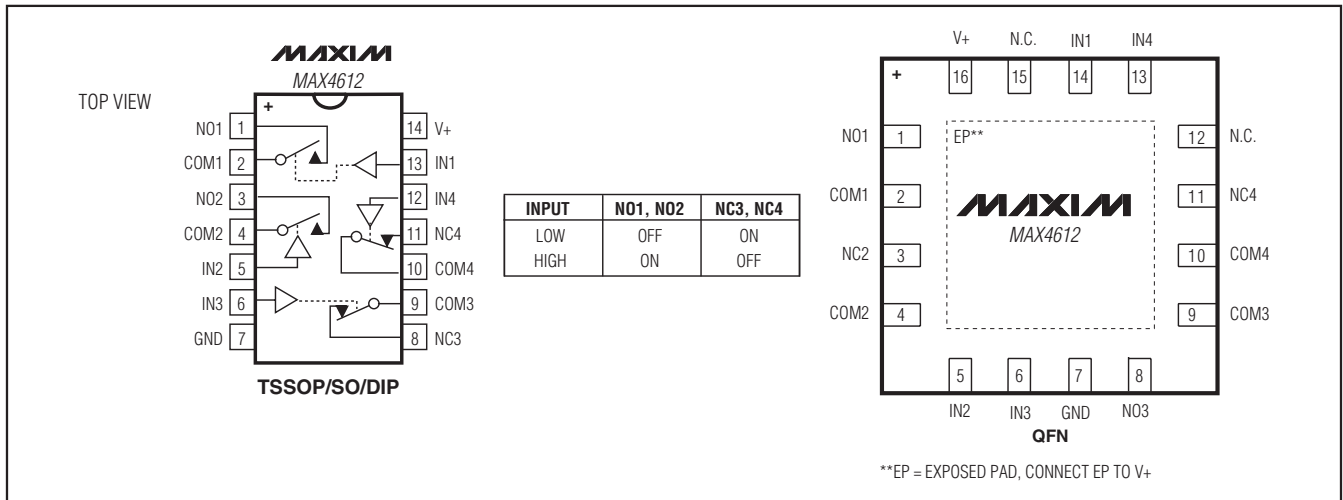 MAXIM
MAX4612
TOP VIEW
+
NO1 1
COM1 2
NO2 3
COM2 4
IN2 5
IN3 6
GND 7
14 V+
13 IN1
12 IN4
11 NC4
10 COM4
9 COM3
8 NC3
TSSOP/SO/DIP
INPUT NO1, NO2 NC3, NC4
LOW OFF ON
HIGH ON OFF
V+ N.C. IN1 IN4
+ 16 15 14 13
NO1 1
COM1 2
NC2 3
COM2 4
EP**
MAXIM
MAX4612
12 N.C.
11 NC4
10 COM4
9 COM3
5 6 7 8
IN2 IN3 GND NO3
QFN
**EP = EXPOSED PAD, CONNECT EP TO V+